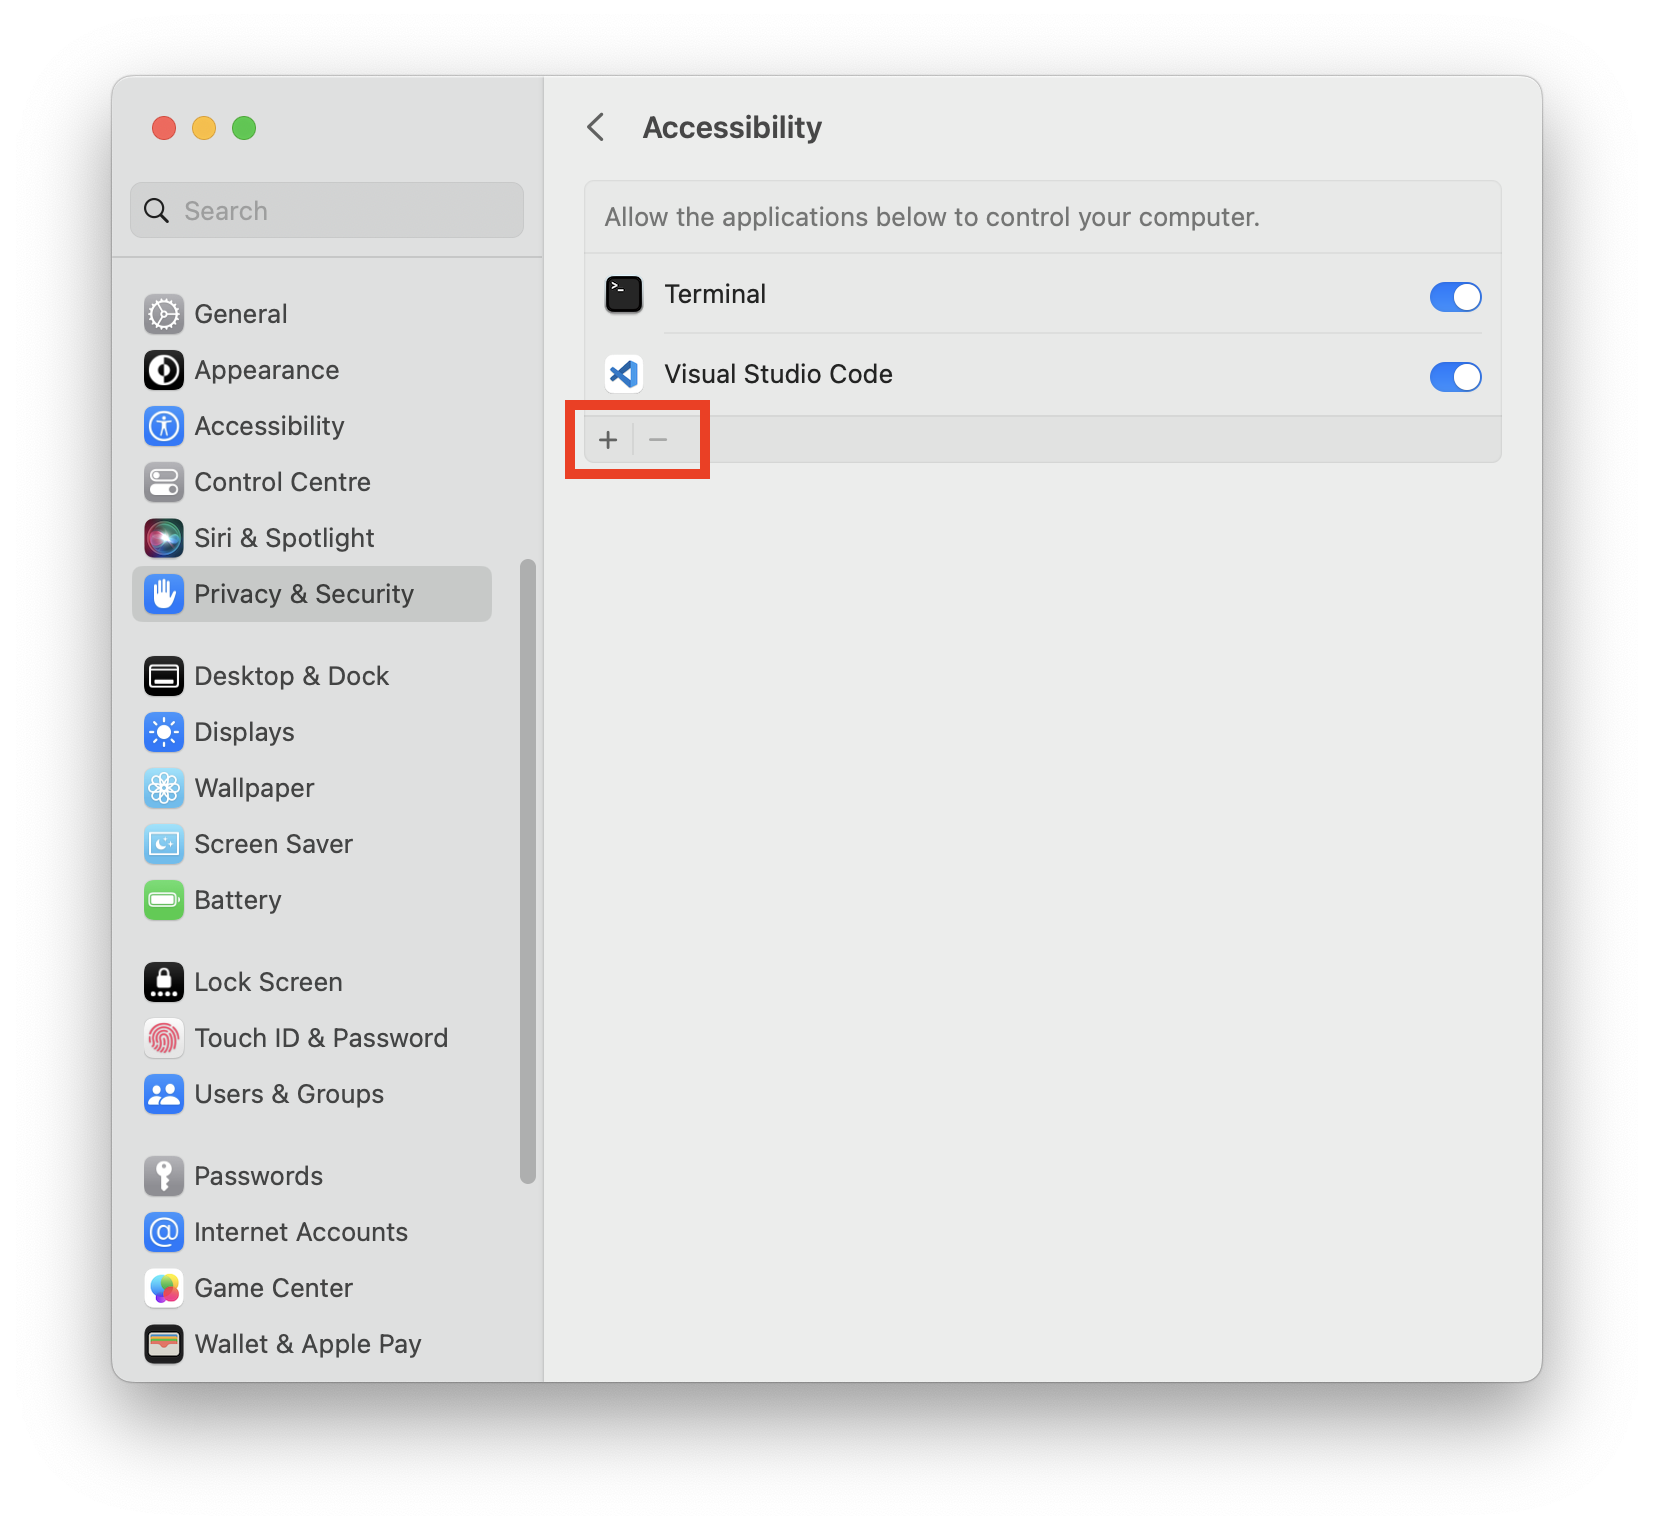 Search
General
Appearance
Accessibility
Control Centre
Siri & Spotlight
Privacy & Security
Desktop & Dock
Displays
Wallpaper
Screen Saver
Battery
Lock Screen
Touch ID & Password
Users & Groups
Passwords
Internet Accounts
Game Center
Wallet & Apple Pay
Accessibility
Allow the applications below to control your computer.
Terminal
Visual Studio Code